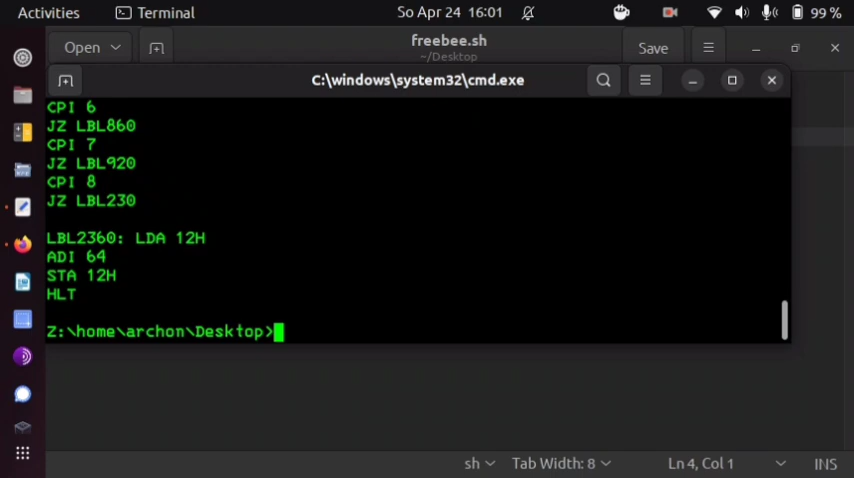 Activities Terminal So Apr 24 16:01 99 %
Open freebee.sh Save
~/Desktop
C:\windows\system32\cmd.exe
CPI 6
JZ LBL860
CPI 7
JZ LBL920
CPI 8
JZ LBL230
LBL2360: LDA 12H
ADI 64
STA 12H
HLT
Z:\home\archon\Desktop>
sh Tab Width: 8 Ln 4, Col 1 INS